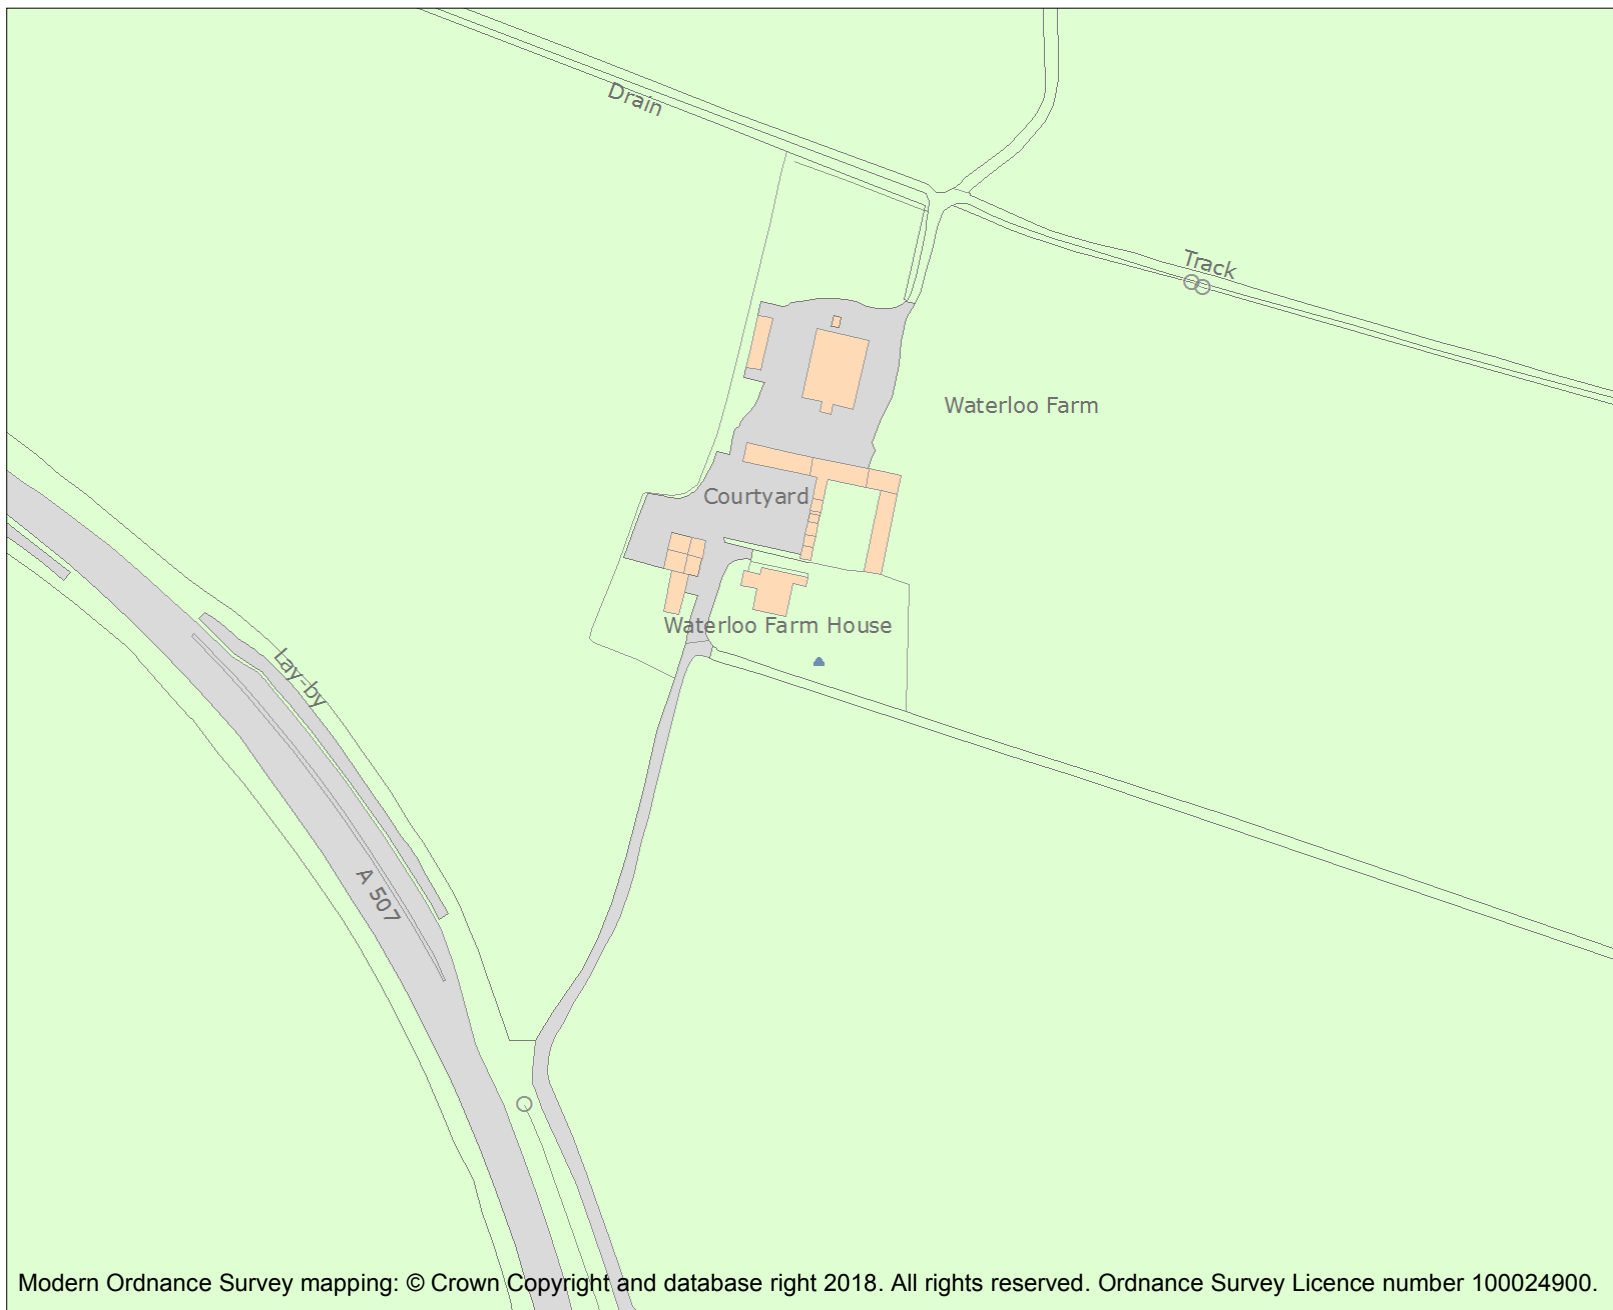 Drain
Track
Waterloo Farm
Courtyard
Waterloo Farm House
Lay-by
A 507
Modern Ordnance Survey mapping: © Crown Copyright and database right 2018. All rights reserved. Ordnance Survey Licence number 100024900.